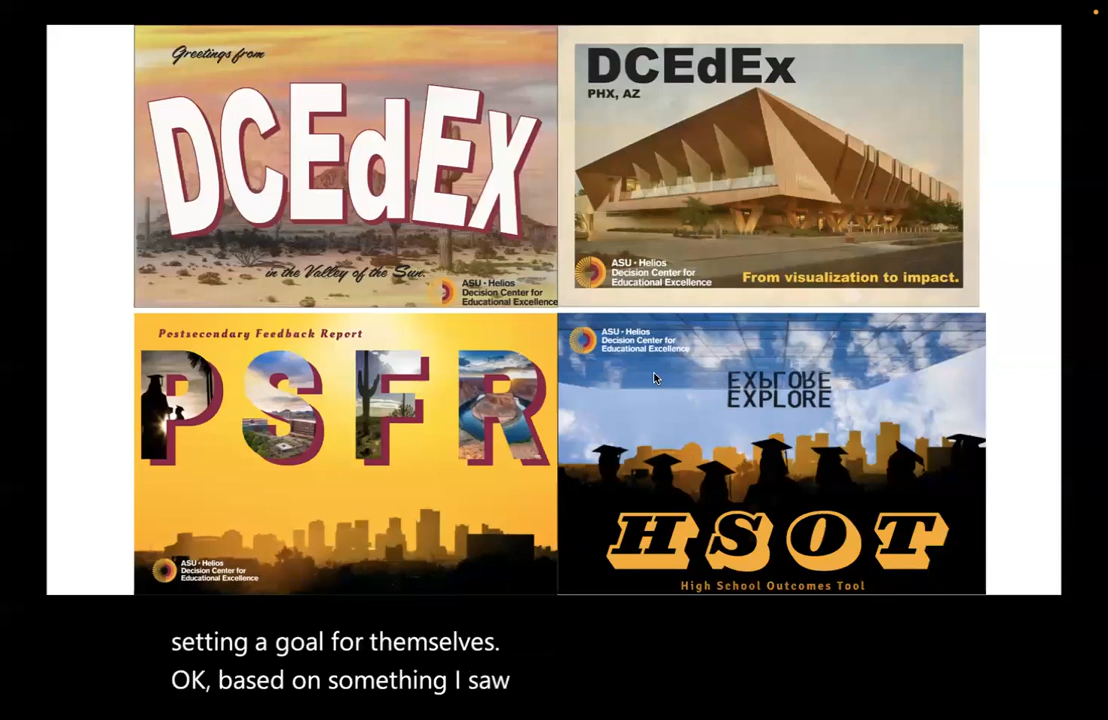 Greetings from
DCEdEx
in the Valley of the Sun.
ASU • Helios
Decision Center for
Educational Excellence
DCEdEx
PHX, AZ
ASU • Helios
Decision Center for
Educational Excellence
From visualization to impact.
Postsecondary Feedback Report
PSFR
ASU • Helios
Decision Center for
Educational Excellence
ASU • Helios
Decision Center for
Educational Excellence
EXPLORE
EXPLORE
HSOT
High School Outcomes Tool
setting a goal for themselves.
OK, based on something I saw